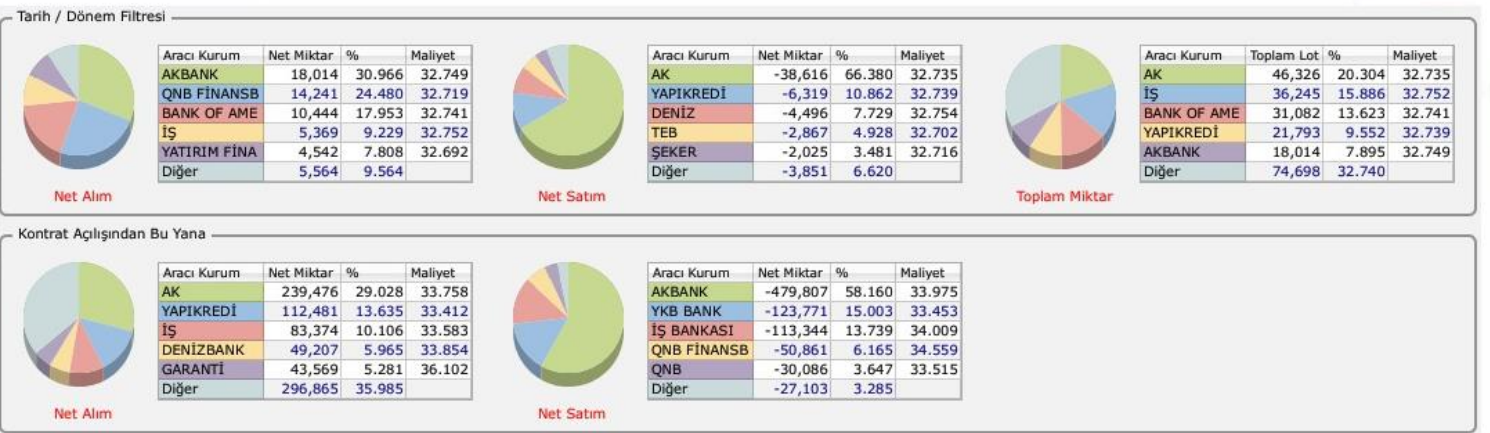 Tarih / Dönem Filtresi
Aracı Kurum Net Miktar % Maliyet
AKBANK 18,014 30.966 32.749
QNB FİNANSB 14,241 24.480 32.719
BANK OF AME 10,444 17.953 32.741
İŞ 5,369 9.229 32.752
YATIRIM FİNA 4,542 7.808 32.692
Diğer 5,564 9.564
Net Alım
Aracı Kurum Net Miktar % Maliyet
AK -38,616 66.380 32.735
YAPIKREDİ -6,319 10.862 32.739
DENİZ -4,496 7.729 32.754
TEB -2,867 4.928 32.702
ŞEKER -2,025 3.481 32.716
Diğer -3,851 6.620
Net Satım
Aracı Kurum Toplam Lot % Maliyet
AK 46,326 20.304 32.735
İŞ 36,245 15.886 32.752
BANK OF AME 31,082 13.623 32.741
YAPIKREDİ 21,793 9.552 32.739
AKBANK 18,014 7.895 32.749
Diğer 74,698 32.740
Toplam Miktar
Kontrat Açılışından Bu Yana
Aracı Kurum Net Miktar % Maliyet
AK 239,476 29.028 33.758
YAPIKREDİ 112,481 13.635 33.412
İŞ 83,374 10.106 33.583
DENİZBANK 49,207 5.965 33.854
GARANTİ 43,569 5.281 36.102
Diğer 296,865 35.985
Net Alım
Aracı Kurum Net Miktar % Maliyet
AKBANK -479,807 58.160 33.975
YKB BANK -123,771 15.003 33.453
İŞ BANKASI -113,344 13.739 34.009
QNB FİNANSB -50,861 6.165 34.559
QNB -30,086 3.647 33.515
Diğer -27,103 3.285
Net Satım